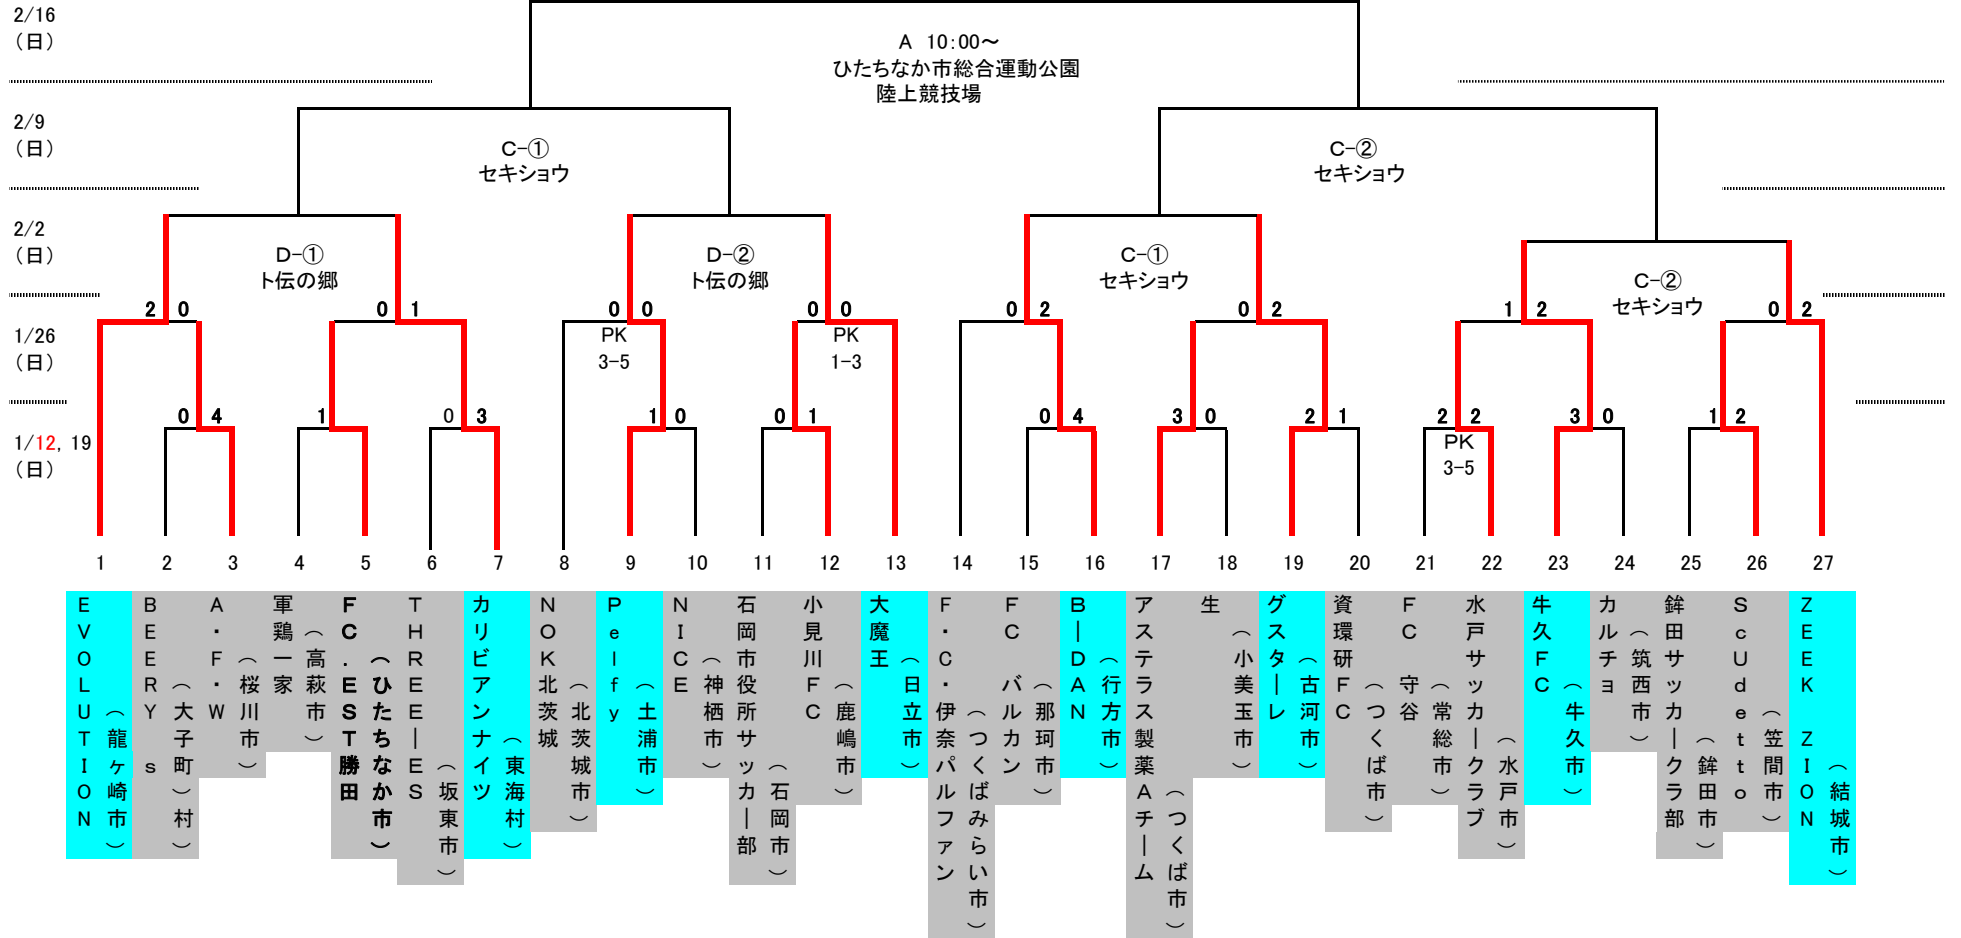 2/16
（日）
A 10:00～
ひたちなか市総合運動公園
陸上競技場
2/9
（日）
C-①
セキショウ
C-②
セキショウ
2/2
（日）
D-①
ト伝の郷
D-②
ト伝の郷
C-①
セキショウ
C-②
セキショウ
2 0
0 1
0 0
0 0
0 2
0 2
1 2
0 2
1/26
（日）
PK
3-5
PK
1-3
0 4
1
0 3
1 0
0 1
0 4
3 0
2 1
2 2
3 0
1 2
1/12, 19
（日）
PK
3-5
1 2 3 4 5 6 7 8 9 10 11 12 13 14 15 16 17 18 19 20 21 22 23 24 25 26 27
EVOLUTION
（龍ヶ崎市）
BEERY s
（大子町）村）
A・F・W
（桜川市）
軍鶏一家
（高萩市）
FC.EST勝田
（ひたちなか市）
THREE｜ES
（坂東市）
カリビアンナイツ
（東海村）
NOK北茨城
（北茨城市）
Pelfy
（土浦市）
NICE
（神栖市）
石岡市役所サッカー部
（石岡市）
小見川FC
（鹿嶋市）
大魔王
（日立市）
F・C・伊奈パルファン
（つくばみらい市）
FC バルカン
（那珂市）
B｜DAN
（行方市）
アステラス製薬Aチーム
（つくば市）
生
（小美玉市）
グスターレ
（古河市）
資環研FC
（つくば市）
FC 守谷
（常総市）
水戸サッカークラブ
（水戸市）
牛久FC
（牛久市）
カルチョ
（筑西市）
鉾田サッカークラ部
（鉾田市）
ScUdetto
（笠間市）
ZEEK ZION
（結城市）